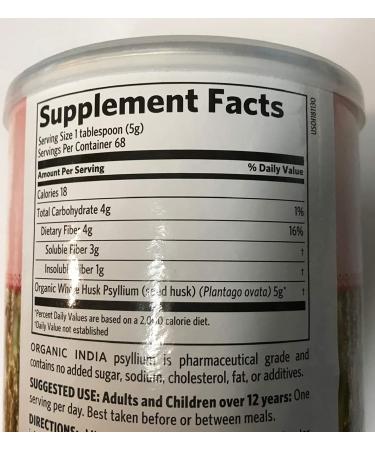 Supplement Facts
Serving Size 1 tablespoon (5g)
Servings Per Container 68
Amount Per Serving % Daily Value
Calories 18
Total Carbohydrate 4g 1%
Dietary Fiber 4g 16%
Soluble Fiber 3g †
Insoluble Fiber 1g †
Organic Whole Husk Psyllium (seed husk) (Plantago ovata) 5g* †
*Percent Daily Values are based on a 2,000 calorie diet.
†Daily Value not established
ORGANIC INDIA psyllium is pharmaceutical grade and
contains no added sugar, sodium, cholesterol, fat, or additives.
SUGGESTED USE: Adults and Children over 12 years: One
serving per day. Best taken before or between meals.
DIRECTIONS: